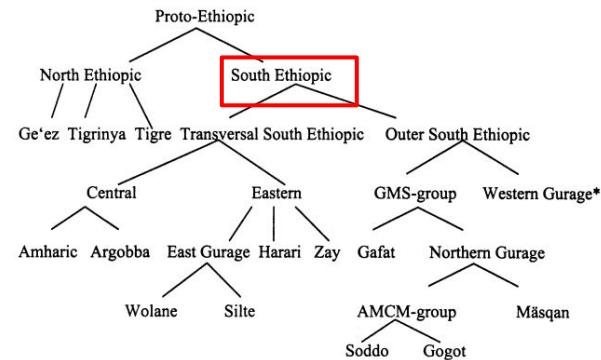 Proto-Ethiopic
North Ethiopic South Ethiopic
Ge‘ez Tigrinya Tigre Transversal South Ethiopic Outer South Ethiopic
Central Eastern GMS-group Western Gurage*
Amharic Argobba East Gurage Harari Zay Gafat Northern Gurage
Wolane Silte AMCM-group Mäsqan
Soddo Gogot